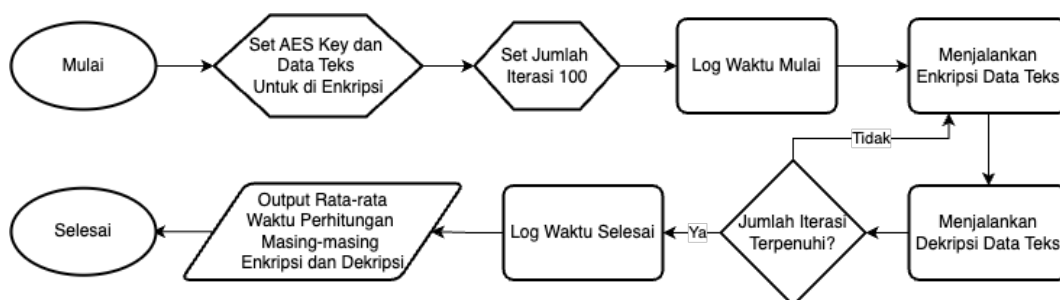 Mulai
Set AES Key dan
Data Teks
Untuk di Enkripsi
Set Jumlah
Iterasi 100
Log Waktu Mulai
Menjalankan
Enkripsi Data Teks
Tidak
Selesai
Output Rata-rata
Waktu Perhitungan
Masing-masing
Enkripsi dan Dekripsi
Log Waktu Selesai
Ya
Jumlah Iterasi
Terpenuhi?
Menjalankan
Dekripsi Data Teks